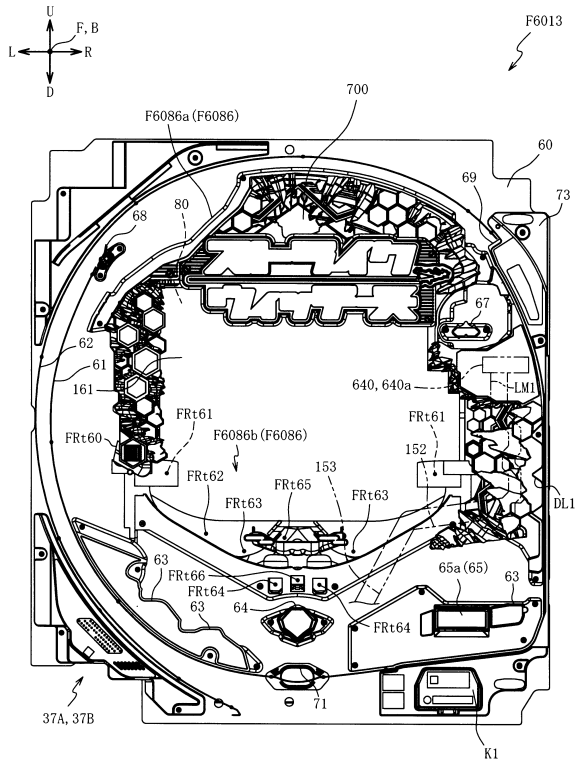 U
F,B
L
R
D
F6013
700
F6086a(F6086)
60
69
73
80
68
67
62
61
161
640,640a
LM1
FRt61
FRt61
FRt60
F6086b(F6086)
152
FRt62
153
FRt65
FRt63
FRt63
DL1
63
FRt66
65a(65)
63
FRt64
63
64
FRt64
71
37A,37B
K1